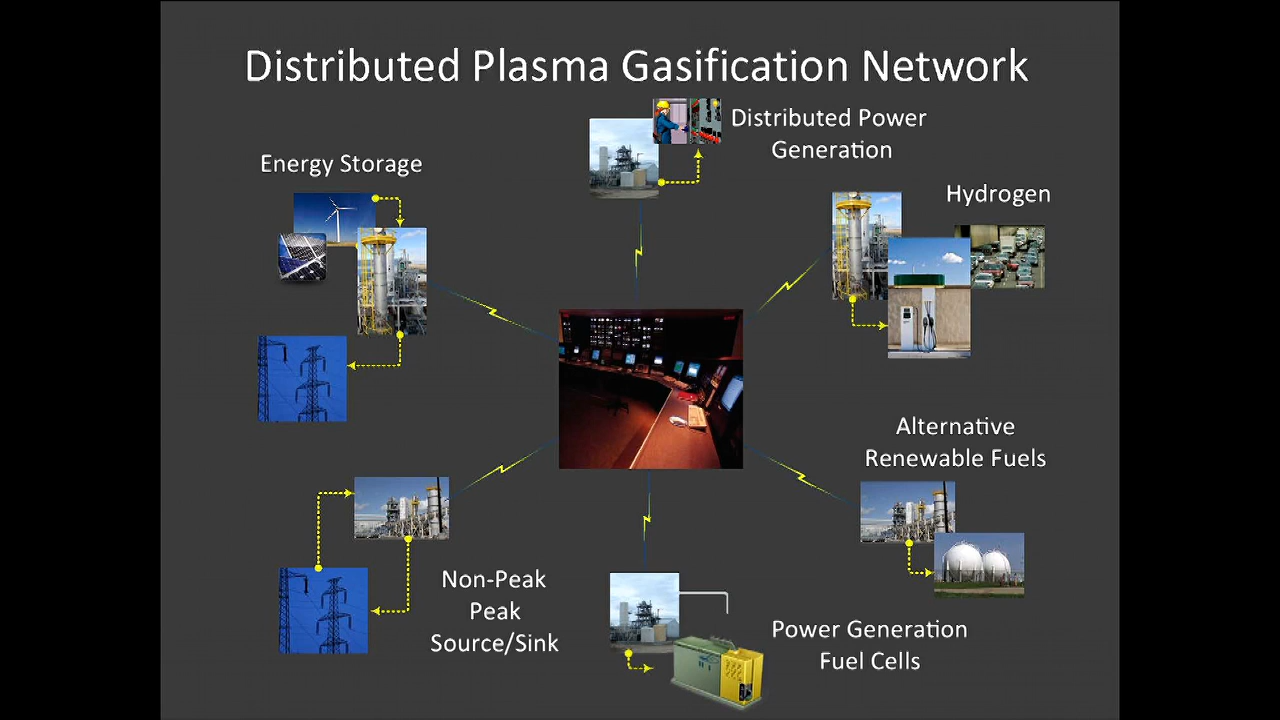 Distributed Plasma Gasification Network
Distributed Power
Generation
Energy Storage
Hydrogen
Alternative
Renewable Fuels
Non-Peak
Peak
Source/Sink
Power Generation
Fuel Cells